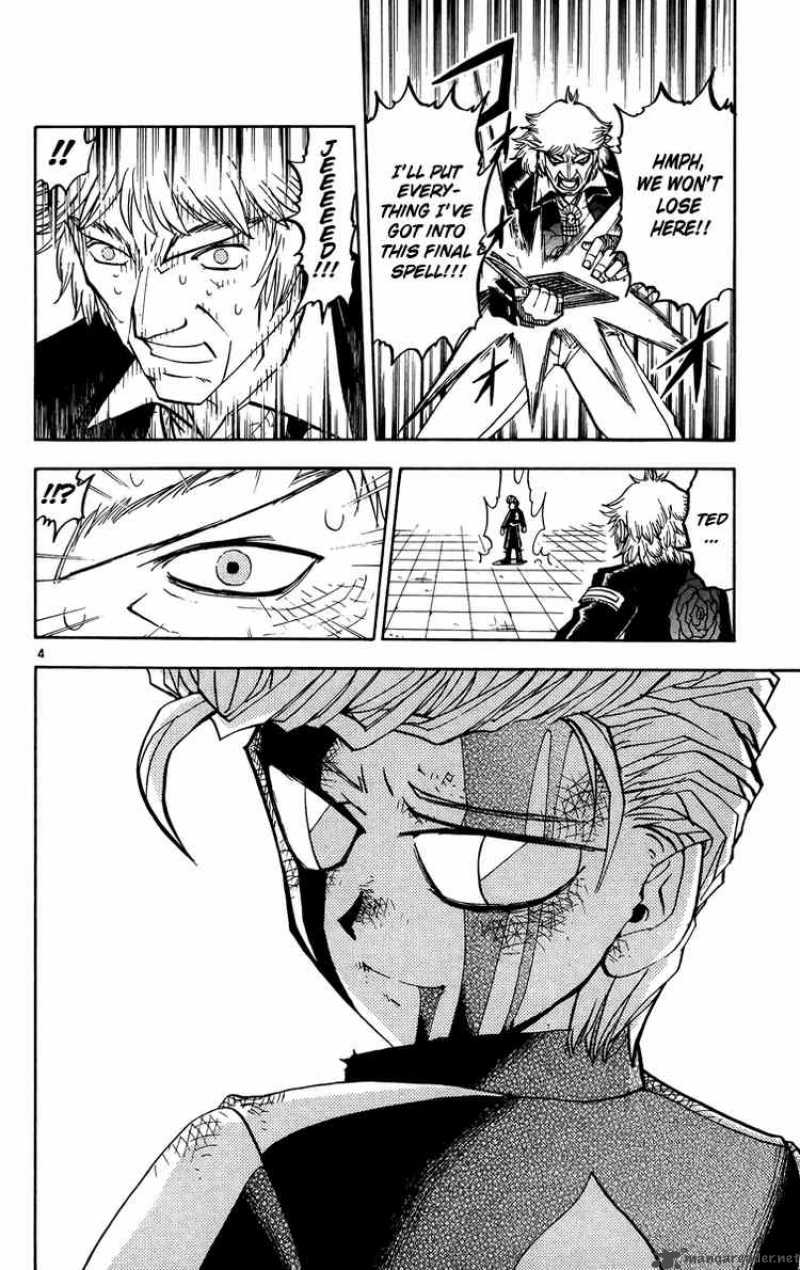 HMPH,
WE WON'T
LOSE
HERE!!
I'LL PUT
EVERY-
THING I'VE
GOT INTO
THIS FINAL
SPELL!!!
JEEEEEED!!!
!!
TED
...
!!?
4
mangareader.net